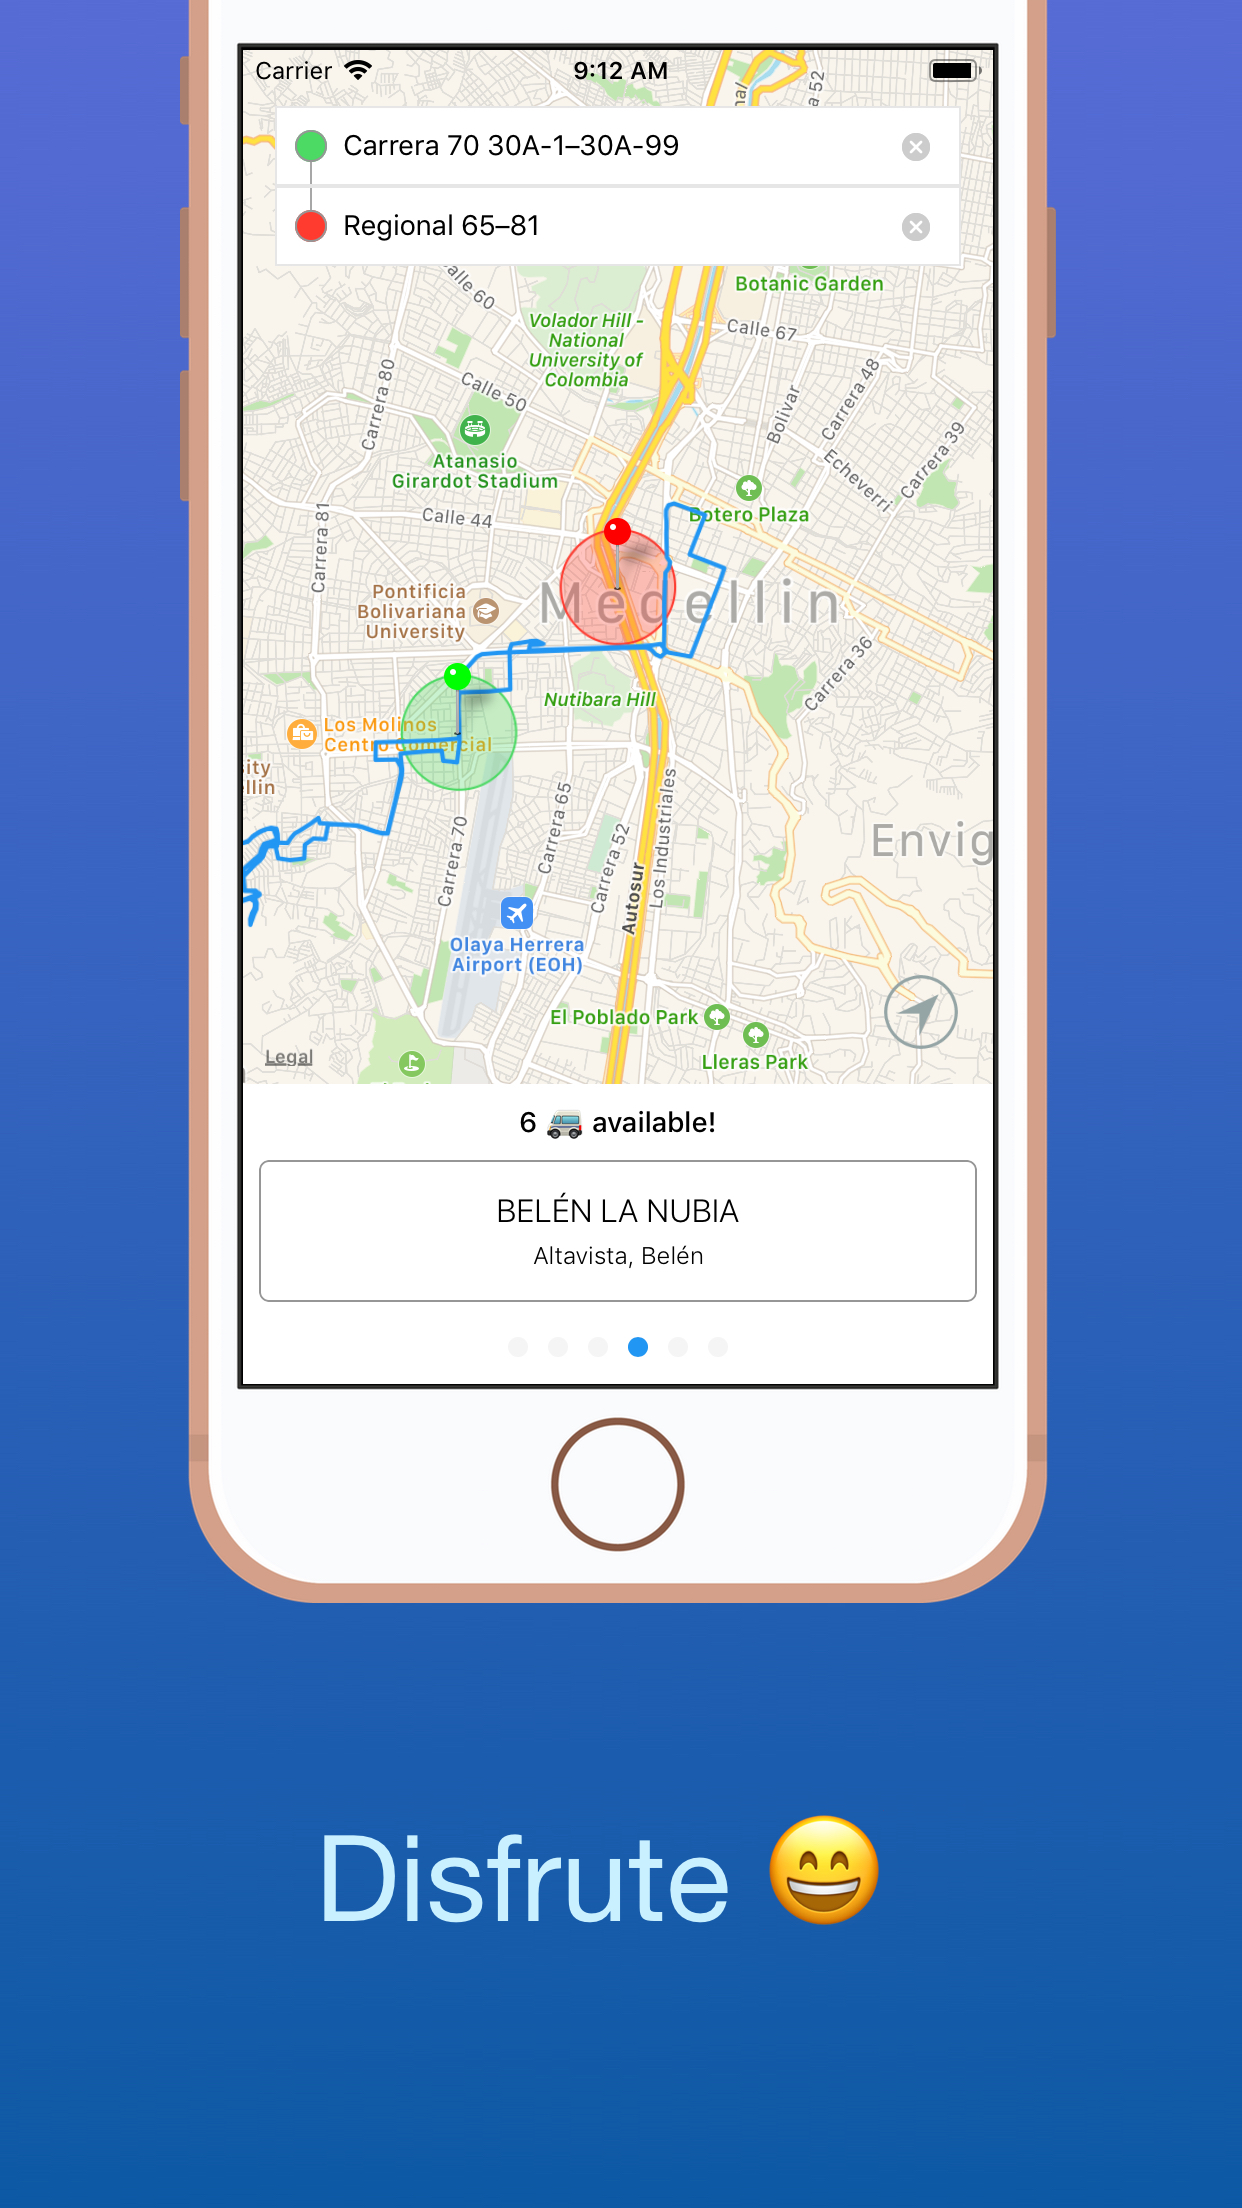 Carrier
9:12 AM
Carrera 70 30A-1–30A-99
Regional 65–81
a 52
alle 60
Botanic Garden
Volador Hill -
National
University of
Colombia
Calle 67
Carrera 80
Calle 50
Bolivar
Carrera 48
Carrera 39
Echeverri
Atanasio
Girardot Stadium
Botero Plaza
Calle 44
Carrera 81
Pontificia
Bolivariana
University
Medellin
Carrera 36
Nutibara Hill
Los Molinos
Centro Comercial
ity
llin
Carrera 65
Los Industriales
Carrera 70
Carrera 52
Autosur
Envig
Olaya Herrera
Airport (EOH)
El Poblado Park
Lleras Park
Legal
6 🚐 available!
BELÉN LA NUBIA
Altavista, Belén
Disfrute 😄